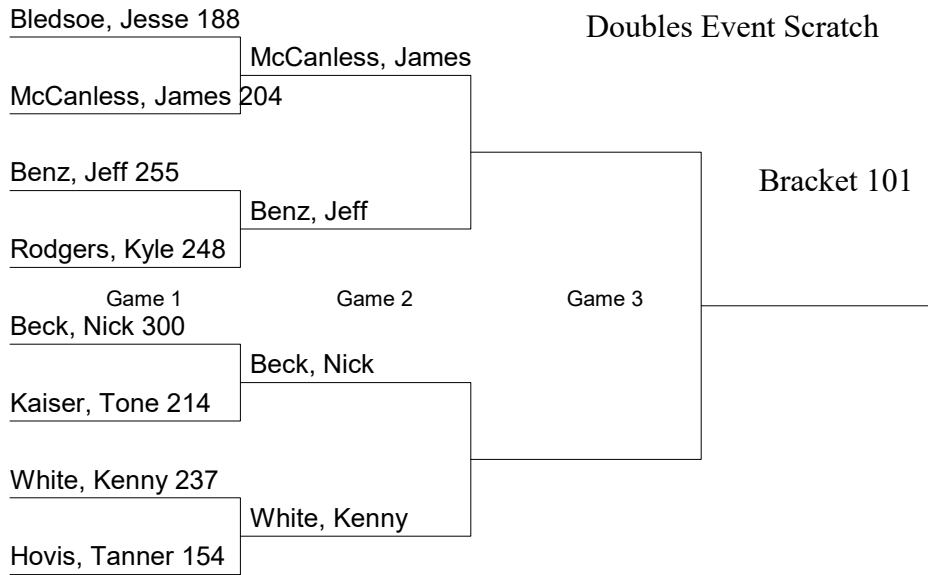 Bledsoe, Jesse 188
Doubles Event Scratch
McCanless, James
McCanless, James 204
Benz, Jeff 255
Bracket 101
Benz, Jeff
Rodgers, Kyle 248
Game 1
Game 2
Game 3
Beck, Nick 300
Beck, Nick
Kaiser, Tone 214
White, Kenny 237
White, Kenny
Hovis, Tanner 154